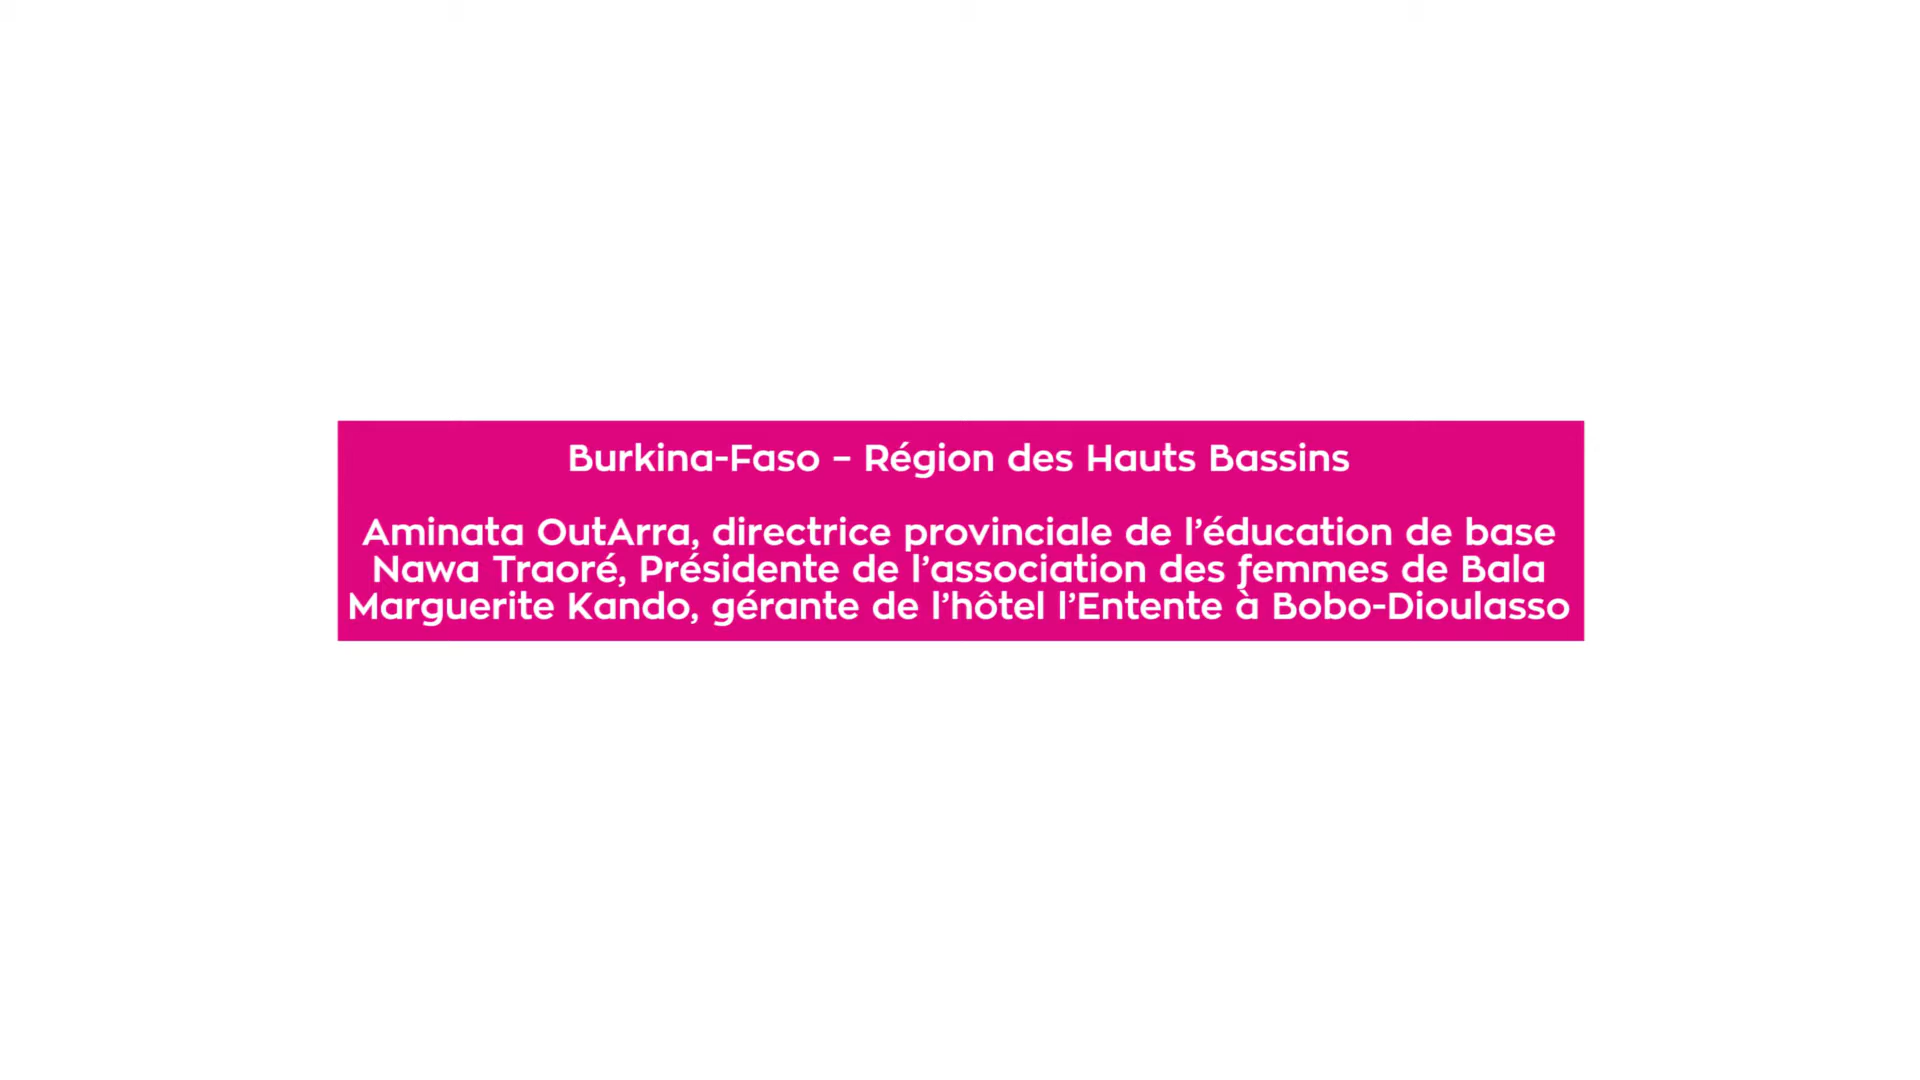 Burkina-Faso – Région des Hauts Bassins
Aminata OutArra, directrice provinciale de l’éducation de base
Nawa Traoré, Présidente de l’association des femmes de Bala
Marguerite Kando, gérante de l’hôtel l’Entente à Bobo-Dioulasso